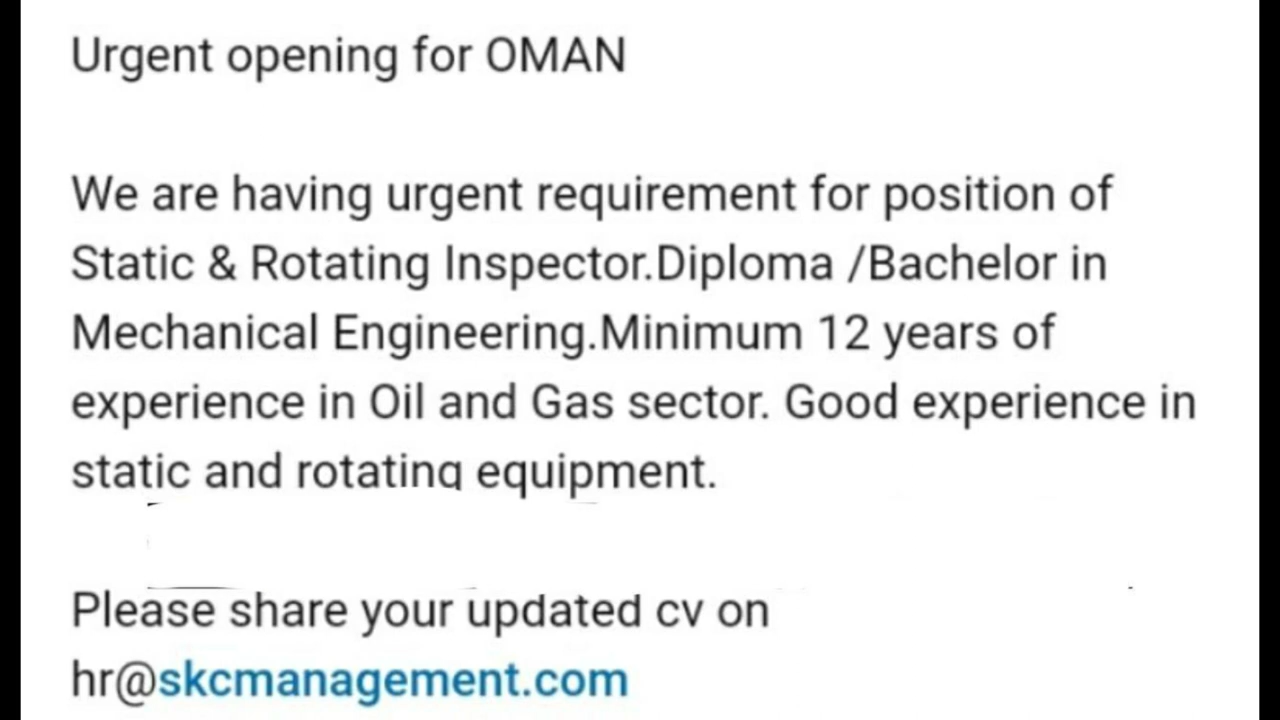 Urgent opening for OMAN
We are having urgent requirement for position of
Static & Rotating Inspector.Diploma /Bachelor in
Mechanical Engineering.Minimum 12 years of
experience in Oil and Gas sector. Good experience in
static and rotating equipment.
Please share your updated cv on
hr@skcmanagement.com